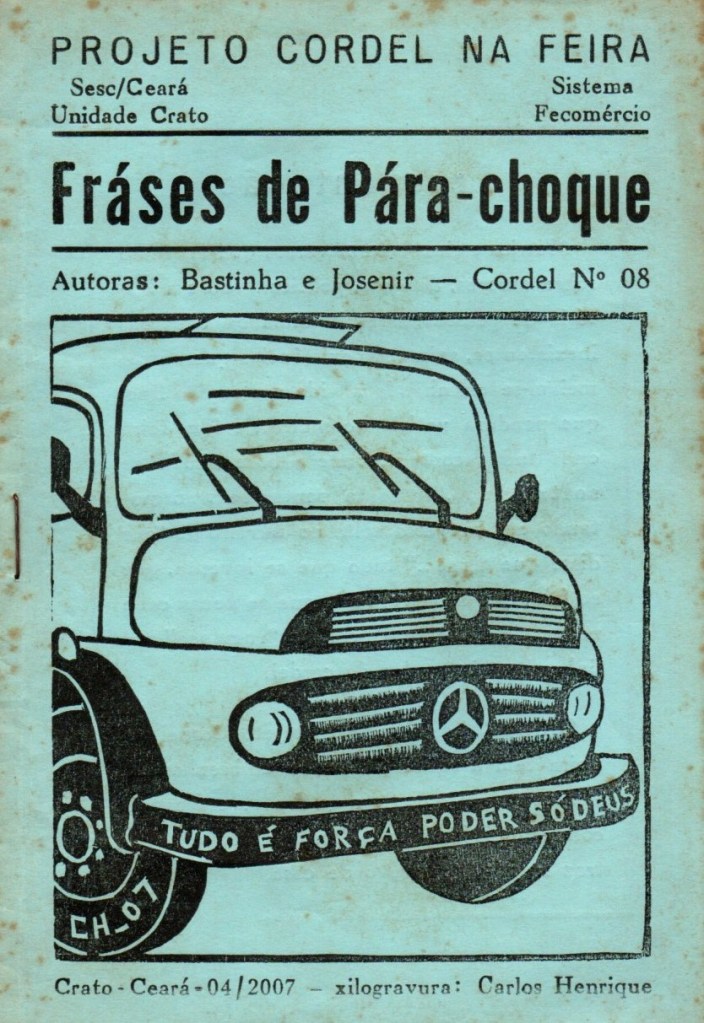 PROJETO CORDEL NA FEIRA
Sesc/Ceará Sistema
Unidade Crato Fecomércio
Fráses de Pára-choque
Autoras: Bastinha e Josenir — Cordel Nº 08
TUDO É FORÇA PODER SÓ DEUS
CH_07
Crato - Ceará - 04/2007 – xilogravura: Carlos Henrique